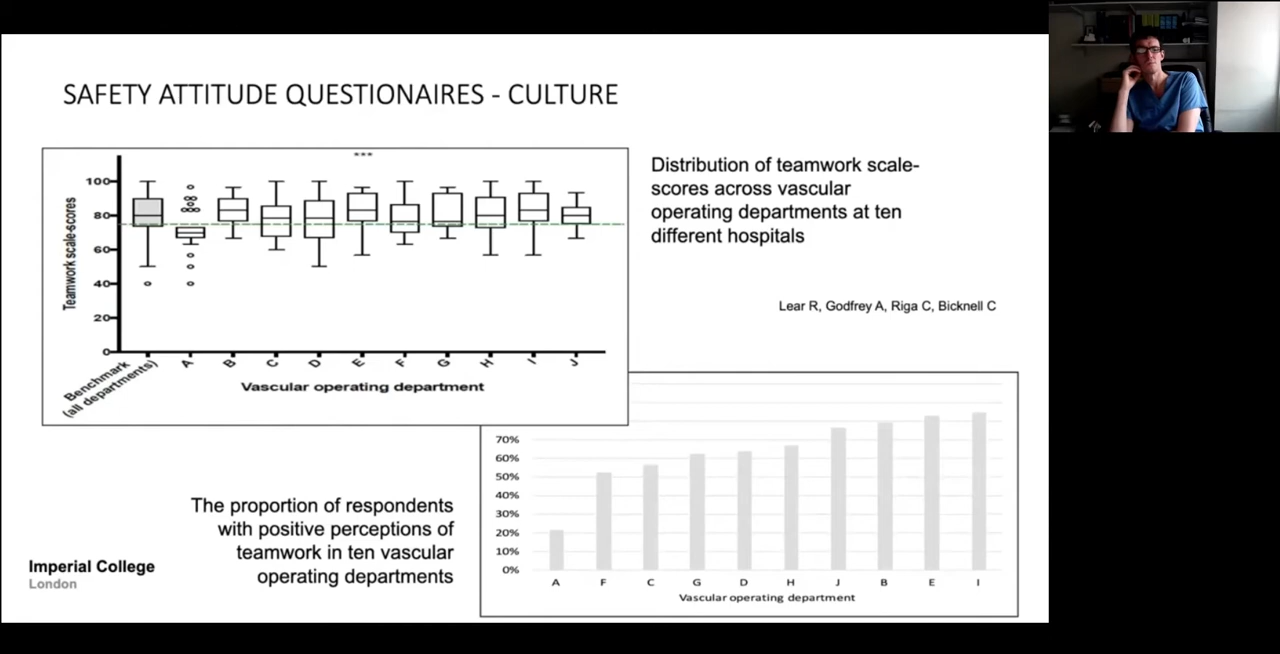 SAFETY ATTITUDE QUESTIONAIRES - CULTURE
***
Teamwork scale-scores
100
80
60
40
20
0
Benchmark
(all departments)
A
B
C
D
E
F
G
H
I
J
Vascular operating department
Distribution of teamwork scale-
scores across vascular
operating departments at ten
different hospitals
Lear R, Godfrey A, Riga C, Bicknell C
The proportion of respondents
with positive perceptions of
teamwork in ten vascular
operating departments
70%
60%
50%
40%
30%
20%
10%
0%
A F C G D H J B E I
Vascular operating department
Imperial College
London